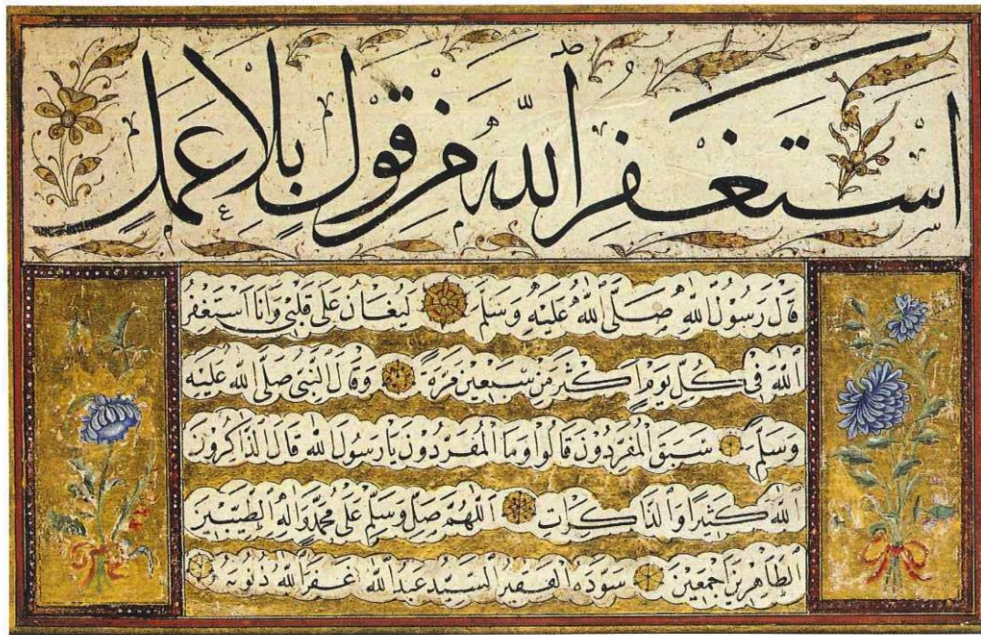 استغفر الله من قول بلا عمل
قال رسول الله صلى الله عليه وسلم ليغان على قلبي وانا استغفر
الله في كل يوم اكثر من سبعين مرة وقال النبي صلى الله عليه
وسلم سبق المفردون قالوا وما المفردون يا رسول الله قال الذاكرون
الله كثيرا والذاكرات اللهم صل وسلم على محمد واله الطيبين
الطاهرين اجمعين سوده الفقير السيد عبد الله غفر الله ذنوبه